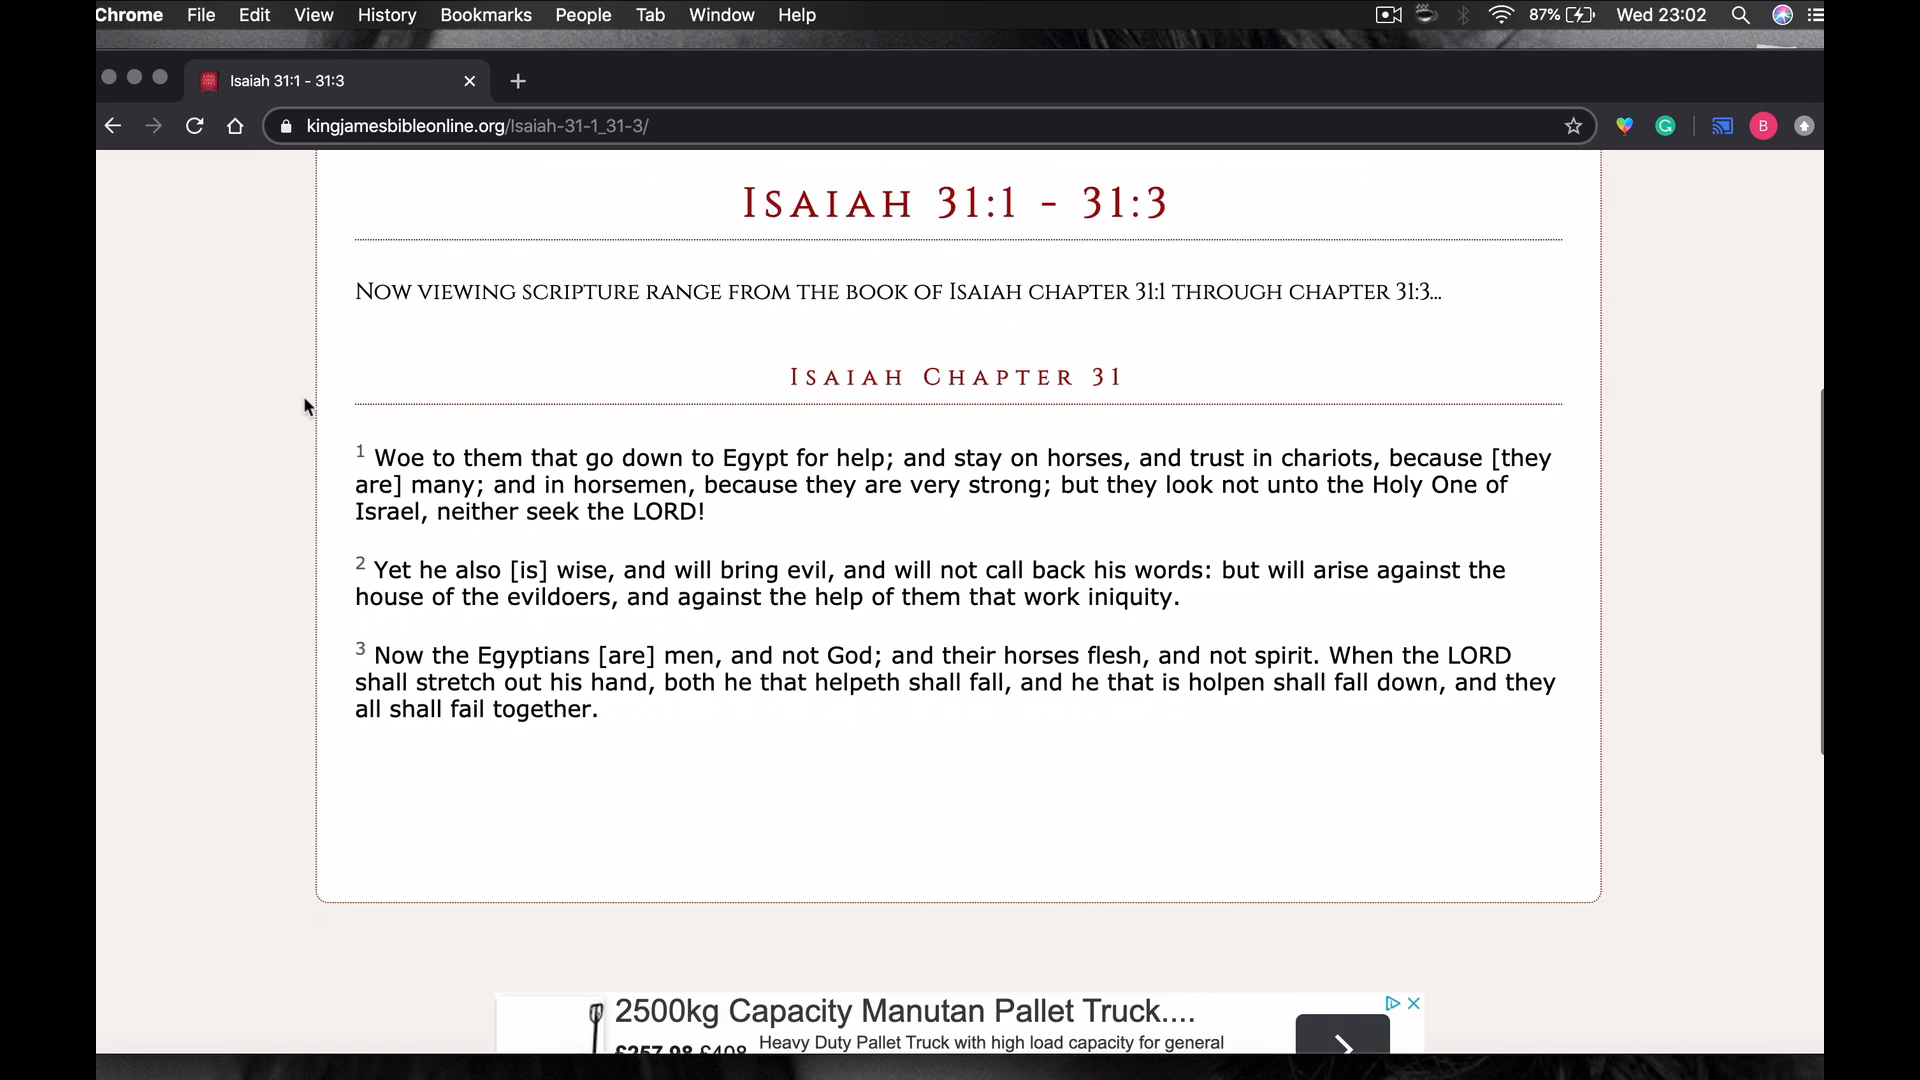 Chrome File Edit View History Bookmarks People Tab Window Help 87% Wed 23:02
Isaiah 31:1 - 31:3
kingjamesbibleonline.org/Isaiah-31-1_31-3/ B
Isaiah 31:1 - 31:3
Now viewing scripture range from the book of Isaiah chapter 31:1 through chapter 31:3...
Isaiah Chapter 31
1 Woe to them that go down to Egypt for help; and stay on horses, and trust in chariots, because [they
are] many; and in horsemen, because they are very strong; but they look not unto the Holy One of
Israel, neither seek the LORD!
2 Yet he also [is] wise, and will bring evil, and will not call back his words: but will arise against the
house of the evildoers, and against the help of them that work iniquity.
3 Now the Egyptians [are] men, and not God; and their horses flesh, and not spirit. When the LORD
shall stretch out his hand, both he that helpeth shall fall, and he that is holpen shall fall down, and they
all shall fail together.
2500kg Capacity Manutan Pallet Truck....
£257.98 £408 Heavy Duty Pallet Truck with high load capacity for general